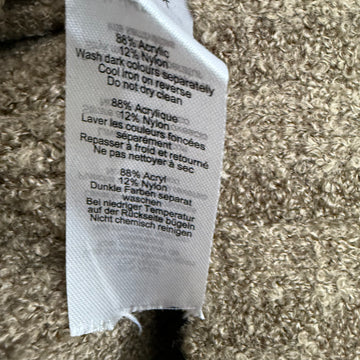 88% Acrylic
12% Nylon
Wash dark colours separately
Cool iron on reverse
Do not dry clean
88% Acrylique
12% Nylon
Laver les couleurs foncées
séparément
Repasser à froid et retourné
Ne pas nettoyer à sec
88% Acryl
12% Nylon
Dunkle Farben separat
waschen
Bei niedriger Temperatur
auf der Rückseite bügeln
Nicht chemisch reinigen